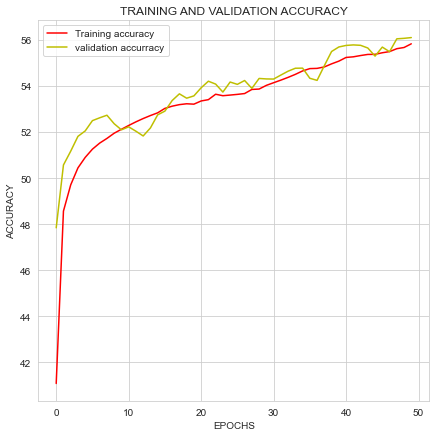 TRAINING AND VALIDATION ACCURACY
Training accuracy
validation accurracy
56
54
52
50
48
46
44
42
ACCURACY
0 10 20 30 40 50
EPOCHS